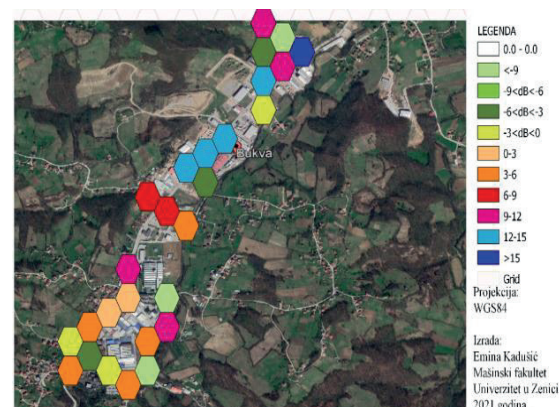 LEGENDA
0.0 - 0.0
<-9
-9<dB<-6
-6<dB<-3
-3<dB<0
0-3
3-6
6-9
9-12
12-15
>15
Grid
Projekcija:
WGS84
Izrada:
Emina Kadušić
Mašinski fakultet
Univerzitet u Zenici
2021 godina
Bukva